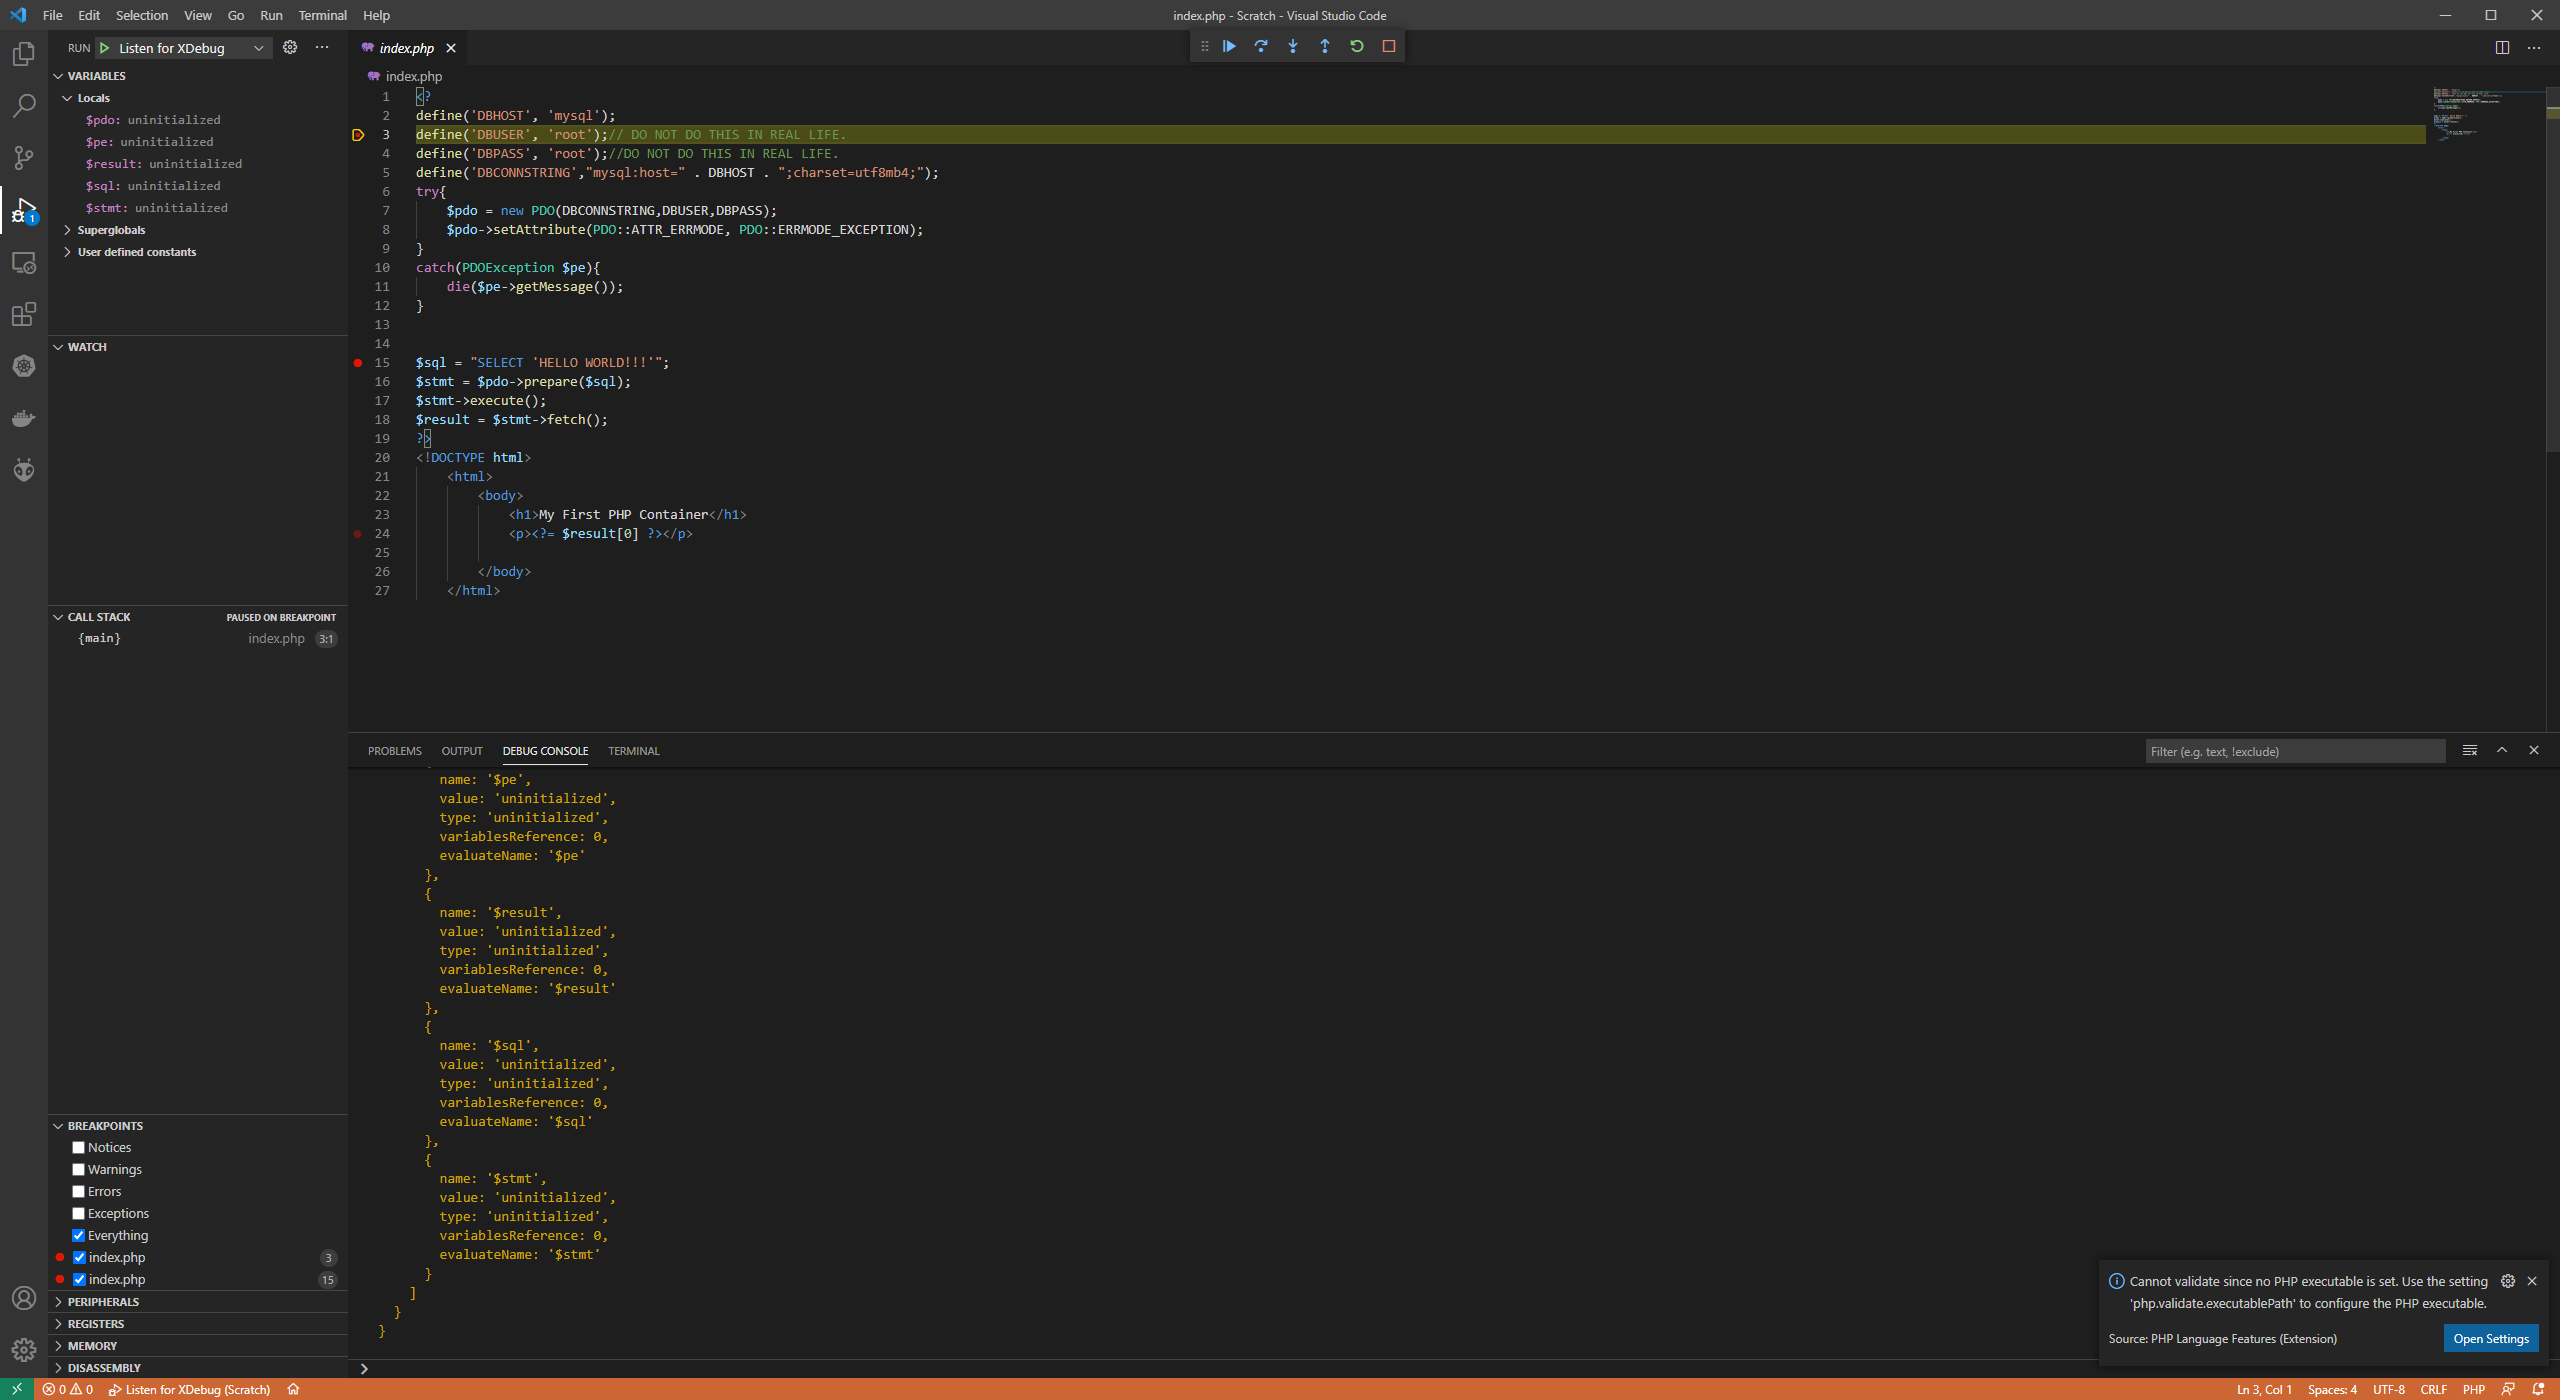 File Edit Selection View Go Run Terminal Help
index.php - Scratch - Visual Studio Code
RUN Listen for XDebug
VARIABLES
Locals
$pdo: uninitialized
$pe: uninitialized
$result: uninitialized
$sql: uninitialized
$stmt: uninitialized
Superglobals
User defined constants
WATCH
CALL STACK PAUSED ON BREAKPOINT
{main} index.php 3:1
BREAKPOINTS
Notices
Warnings
Errors
Exceptions
Everything
index.php 3
index.php 15
PERIPHERALS
REGISTERS
MEMORY
DISASSEMBLY
1
index.php
index.php
1 <?
2 define('DBHOST', 'mysql');
3 define('DBUSER', 'root');// DO NOT DO THIS IN REAL LIFE.
4 define('DBPASS', 'root');//DO NOT DO THIS IN REAL LIFE.
5 define('DBCONNSTRING',"mysql:host=" . DBHOST . ";charset=utf8mb4;");
6 try{
7 $pdo = new PDO(DBCONNSTRING,DBUSER,DBPASS);
8 $pdo->setAttribute(PDO::ATTR_ERRMODE, PDO::ERRMODE_EXCEPTION);
9 }
10 catch(PDOException $pe){
11 die($pe->getMessage());
12 }
13
14
15 $sql = "SELECT 'HELLO WORLD!!!'";
16 $stmt = $pdo->prepare($sql);
17 $stmt->execute();
18 $result = $stmt->fetch();
19 ?>
20 <!DOCTYPE html>
21 <html>
22 <body>
23 <h1>My First PHP Container</h1>
24 <p><?= $result[0] ?></p>
25
26 </body>
27 </html>
PROBLEMS OUTPUT DEBUG CONSOLE TERMINAL
Filter (e.g. text, !exclude)
name: '$pe',
value: 'uninitialized',
type: 'uninitialized',
variablesReference: 0,
evaluateName: '$pe'
},
{
name: '$result',
value: 'uninitialized',
type: 'uninitialized',
variablesReference: 0,
evaluateName: '$result'
},
{
name: '$sql',
value: 'uninitialized',
type: 'uninitialized',
variablesReference: 0,
evaluateName: '$sql'
},
{
name: '$stmt',
value: 'uninitialized',
type: 'uninitialized',
variablesReference: 0,
evaluateName: '$stmt'
}
]
}
}
Cannot validate since no PHP executable is set. Use the setting
'php.validate.executablePath' to configure the PHP executable.
Source: PHP Language Features (Extension)
Open Settings
0 0 Listen for XDebug (Scratch)
Ln 3, Col 1 Spaces: 4 UTF-8 CRLF PHP